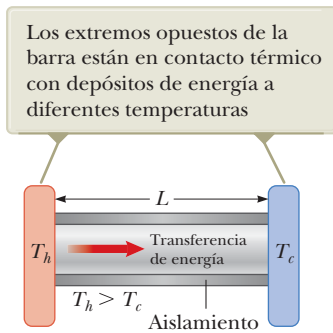 Los extremos opuestos de la
barra están en contacto térmico
con depósitos de energía a
diferentes temperaturas
L
T_h
Transferencia
de energía
T_c
T_h > T_c
Aislamiento